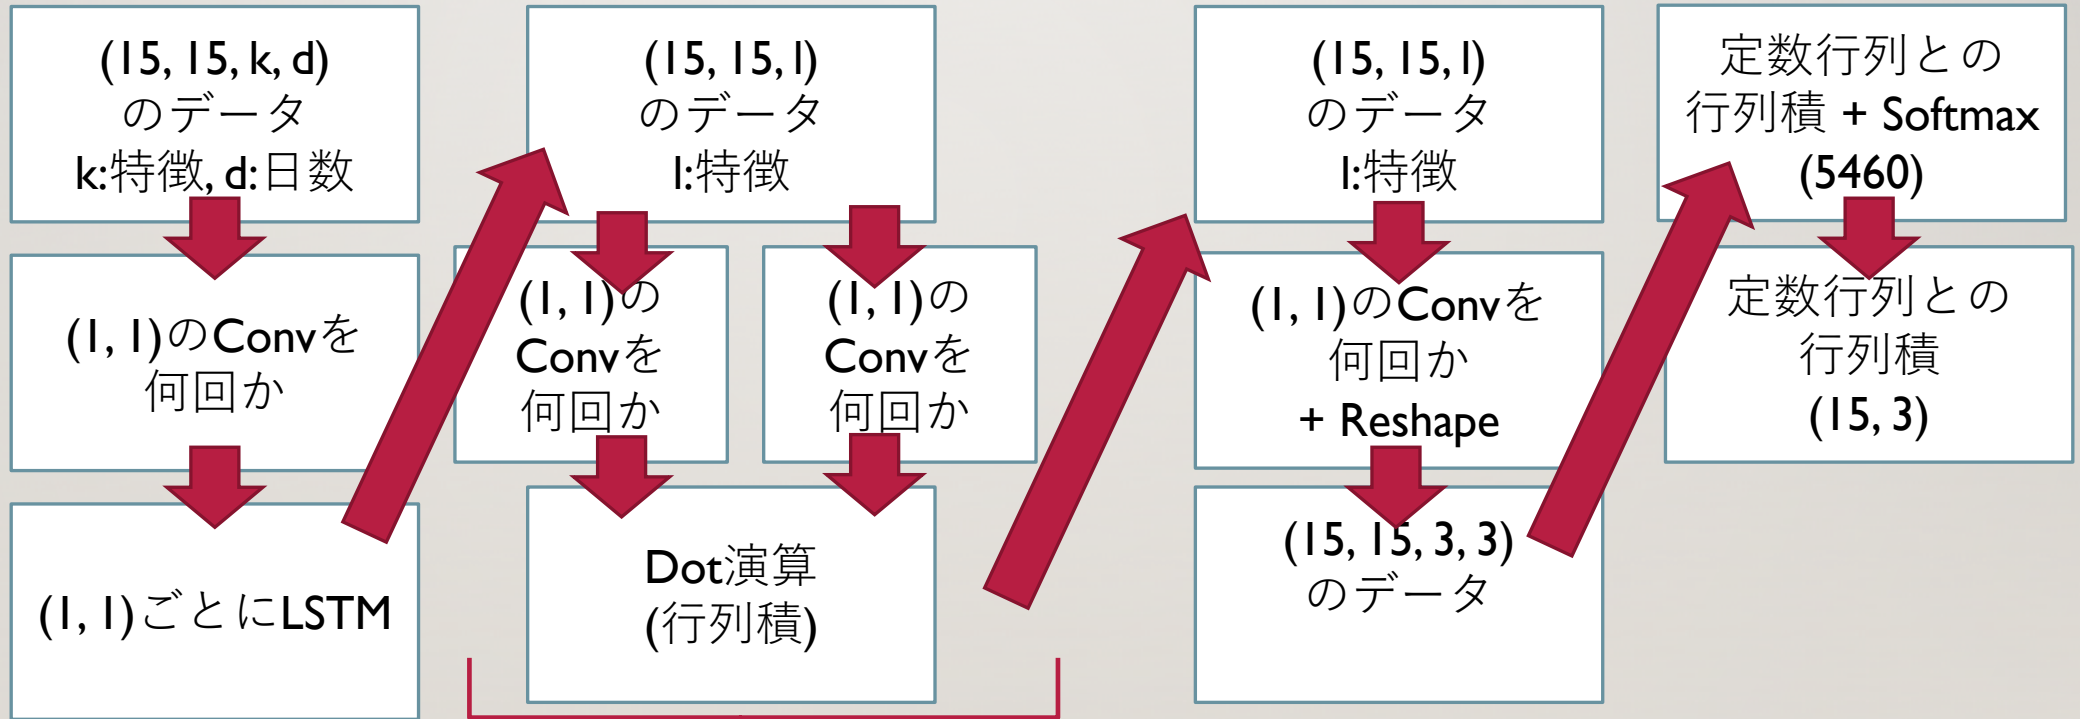 (15, 15, k, d)
のデータ
k:特徴, d:日数
(1, 1)のConvを
何回か
(1, 1)ごとにLSTM
(15, 15, l)
のデータ
l:特徴
(1, 1)の
Convを
何回か
(1, 1)の
Convを
何回か
Dot演算
(行列積)
(15, 15, l)
のデータ
l:特徴
(1, 1)のConvを
何回か
+ Reshape
(15, 15, 3, 3)
のデータ
定数行列との
行列積 + Softmax
(5460)
定数行列との
行列積
(15, 3)